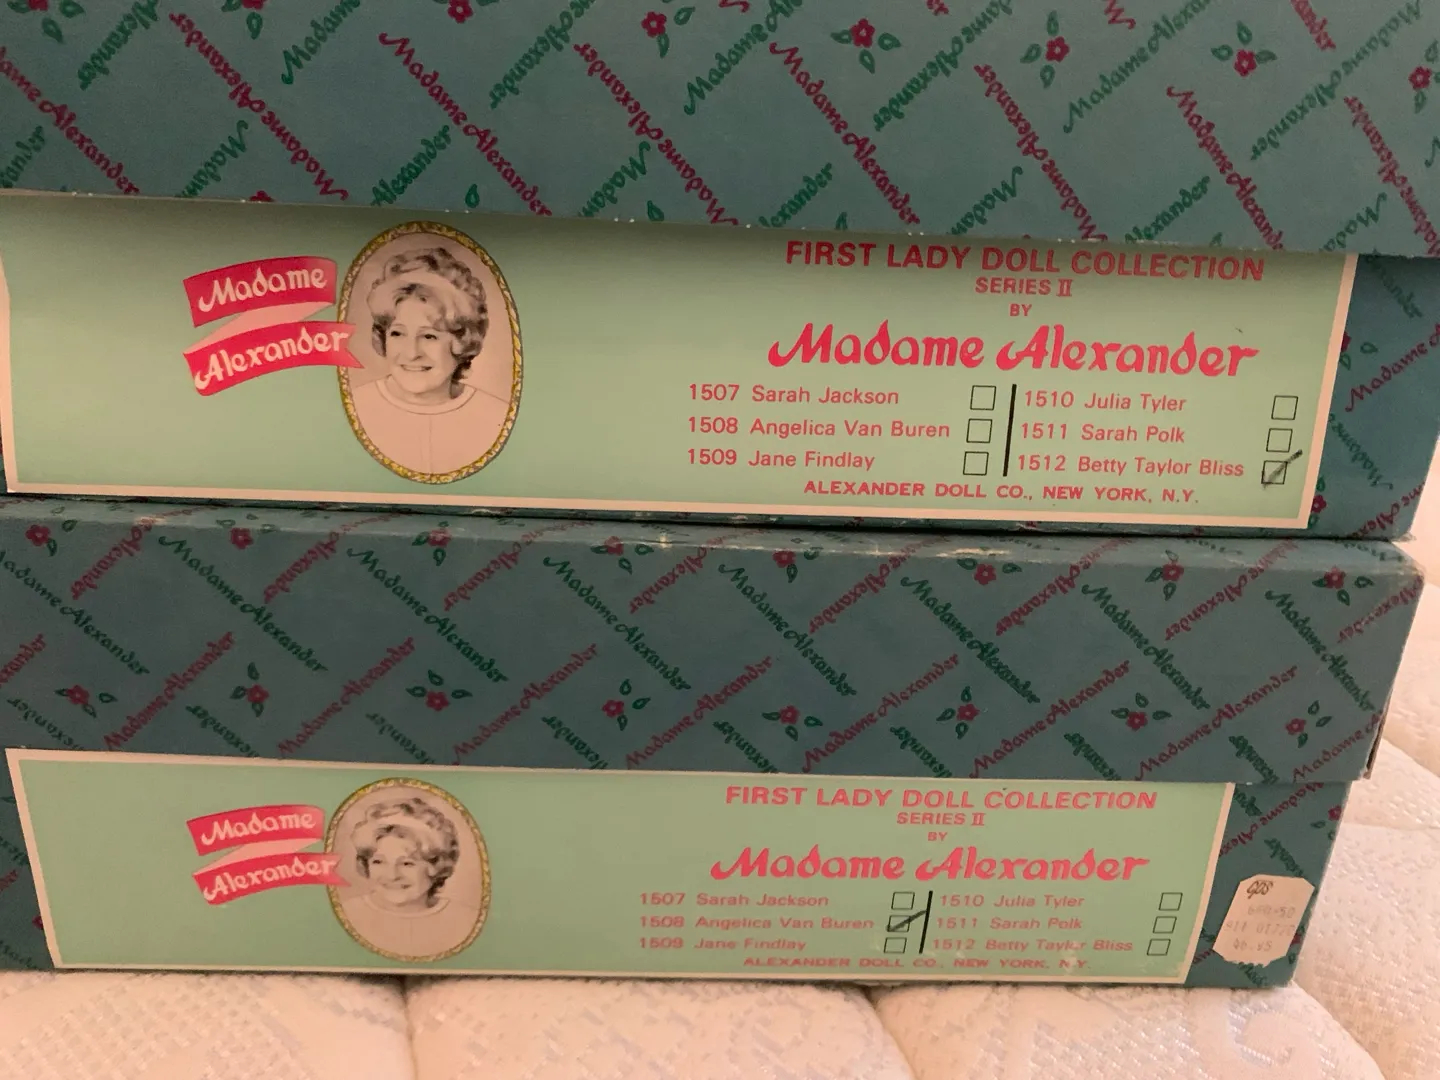 Madame
Alexander
FIRST LADY DOLL COLLECTION
SERIES II
BY
Madame Alexander
1507 Sarah Jackson
1508 Angelica Van Buren
1509 Jane Findlay
1510 Julia Tyler
1511 Sarah Polk
1512 Betty Taylor Bliss
ALEXANDER DOLL CO., NEW YORK, N.Y.
Madame
Alexander
FIRST LADY DOLL COLLECTION
SERIES II
BY
Madame Alexander
1507 Sarah Jackson
1508 Angelica Van Buren
1509 Jane Findlay
1510 Julia Tyler
1511 Sarah Polk
1512 Betty Taylor Bliss
ALEXANDER DOLL CO., NEW YORK, N.Y.